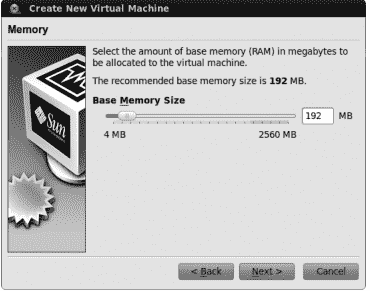 Create New Virtual Machine
Memory
Select the amount of base memory (RAM) in megabytes to
be allocated to the virtual machine.
The recommended base memory size is 192 MB.
Base Memory Size
192 MB
4 MB 2560 MB
Sun
< Back Next > Cancel